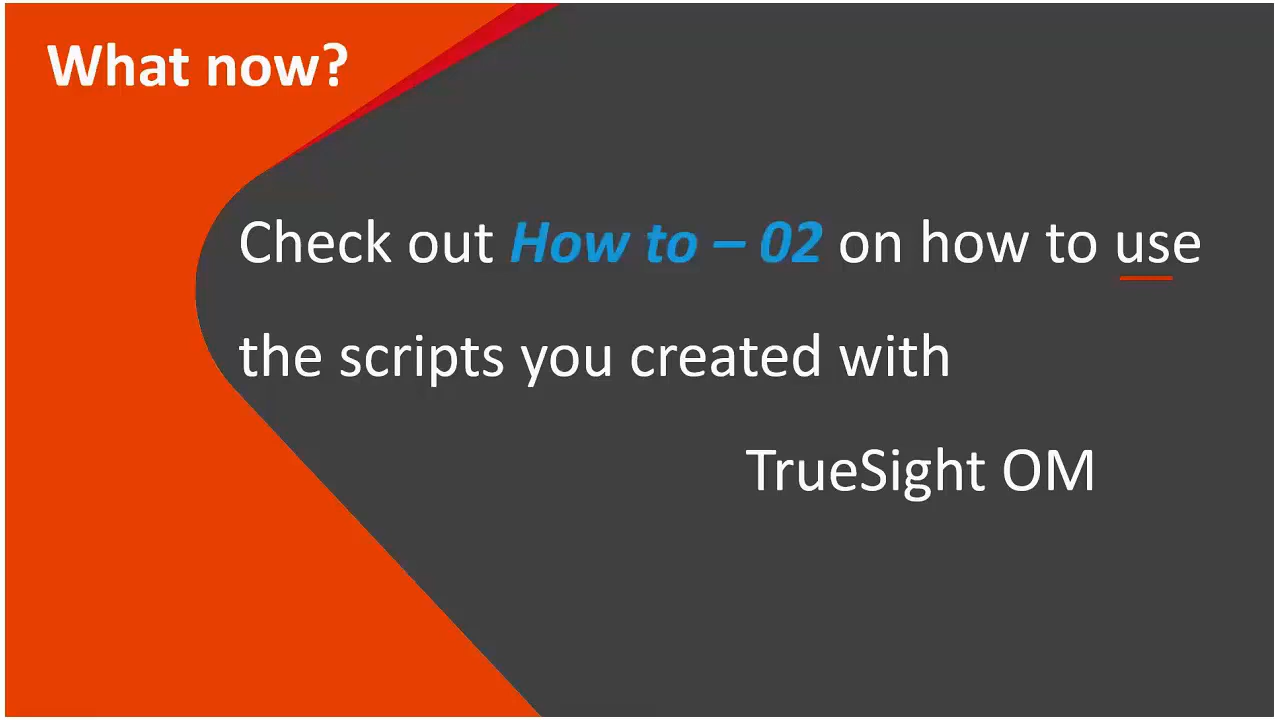 What now?
Check out How to – 02 on how to use
the scripts you created with
TrueSight OM